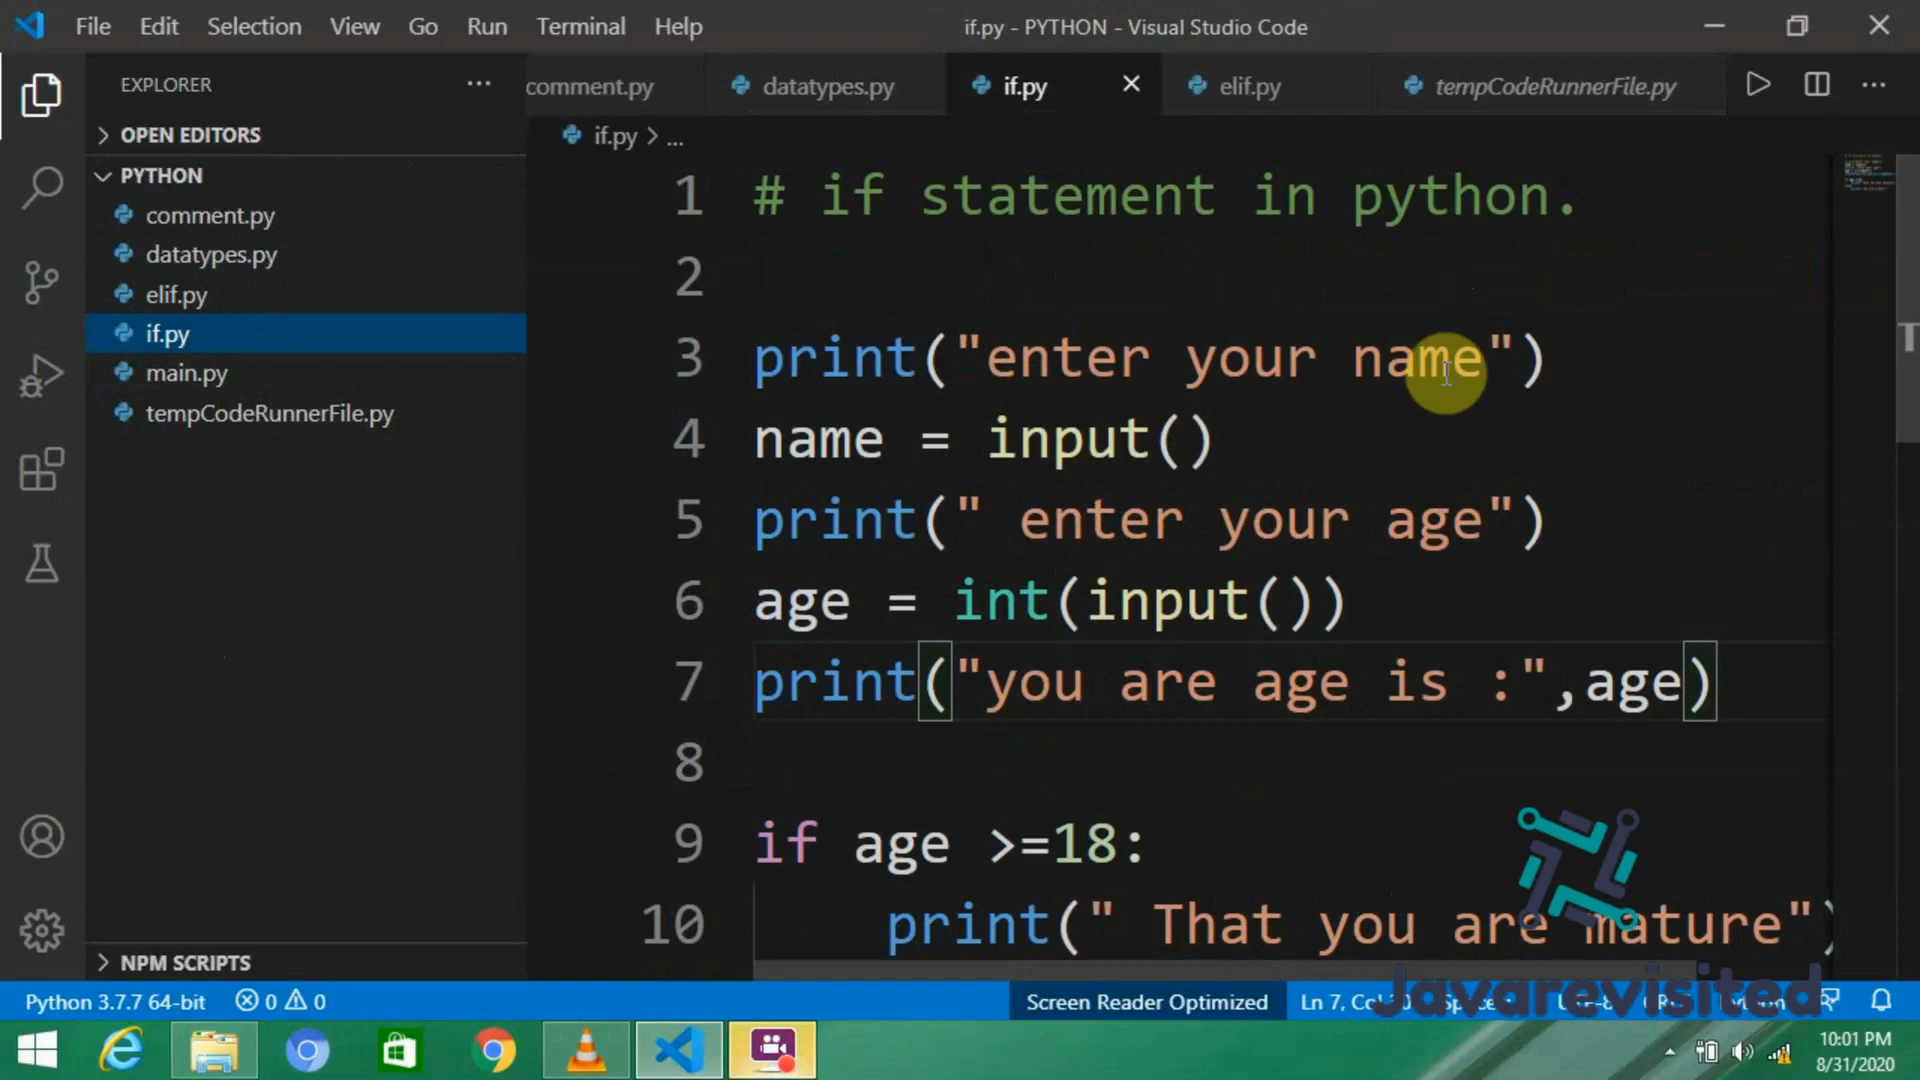 File Edit Selection View Go Run Terminal Help if.py - PYTHON - Visual Studio Code
EXPLORER
comment.py datatypes.py if.py elif.py tempCodeRunnerFile.py
OPEN EDITORS
if.py > ...
PYTHON
comment.py
datatypes.py
elif.py
if.py
main.py
tempCodeRunnerFile.py
1 # if statement in python.
2
3 print("enter your name")
4 name = input()
5 print(" enter your age")
6 age = int(input())
7 print("you are age is :",age)
8
9 if age >=18:
10 print(" That you are mature")
NPM SCRIPTS
Python 3.7.7 64-bit 0 0 Screen Reader Optimized Ln 7,
Javarevisited
10:01 PM
8/31/2020